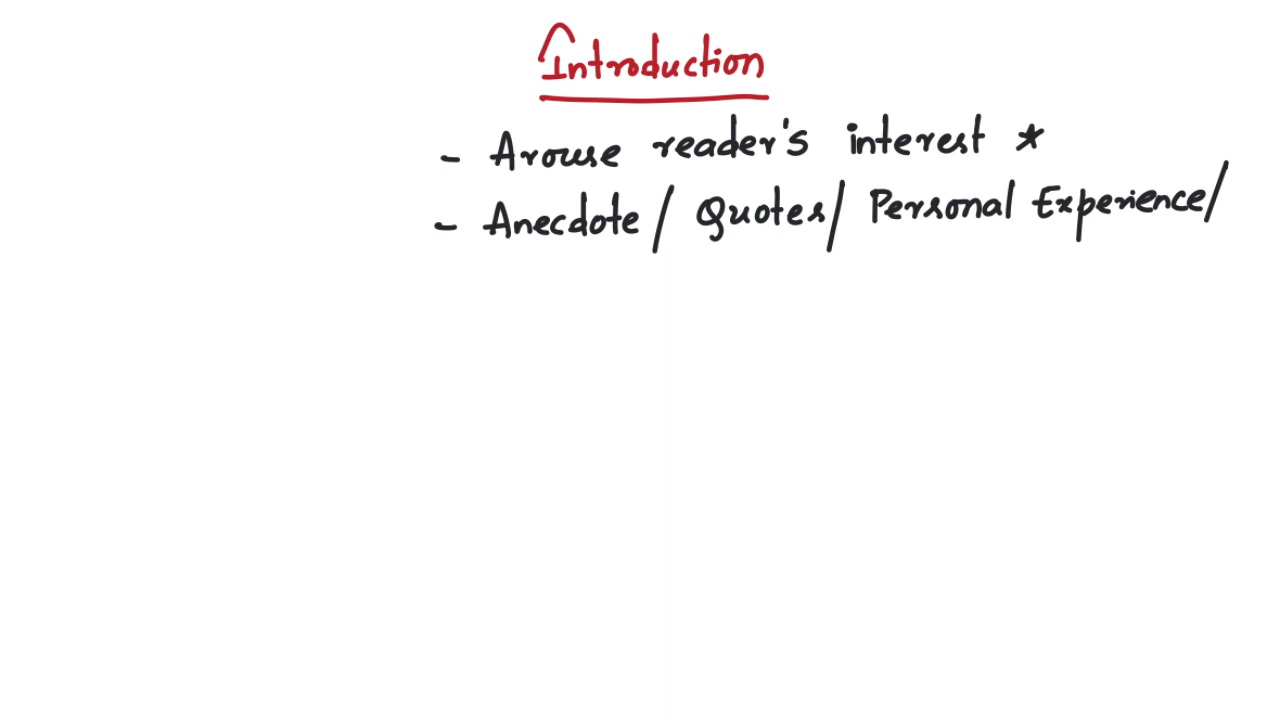 Introduction
- Arouse reader's interest *
- Anecdote / Quotes / Personal Experience /